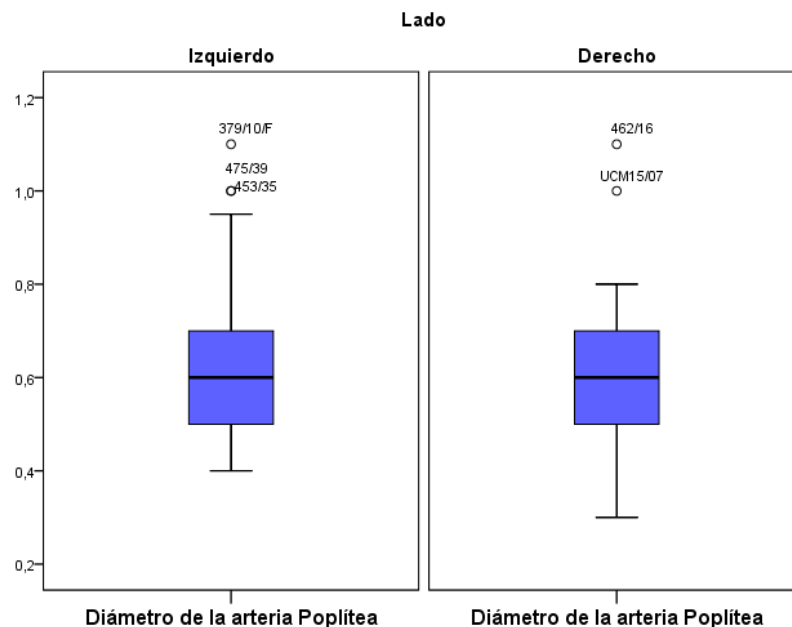 Lado
Izquierdo
Derecho
1,2
1,0
0,8
0,6
0,4
0,2
379/10/F
475/39
453/35
462/16
UCM15/07
Diámetro de la arteria Poplítea
Diámetro de la arteria Poplítea